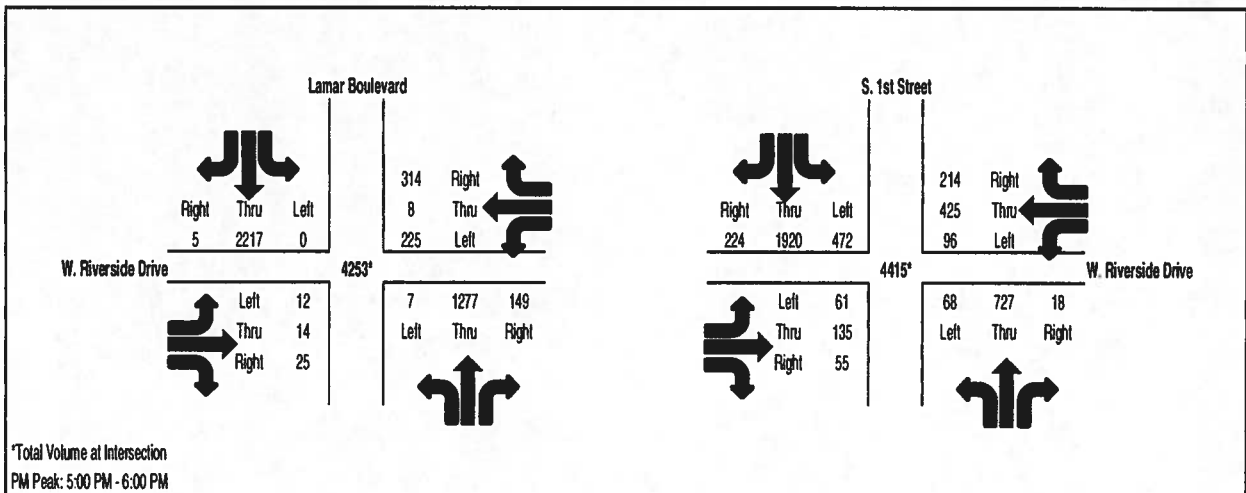 Lamar Boulevard
S. 1st Street
314 Right
8 Thru
225 Left
Right Thru Left
5 2217 0
214 Right
425 Thru
96 Left
Right Thru Left
224 1920 472
W. Riverside Drive
4253*
4415*
W. Riverside Drive
Left 12
Thru 14
Right 25
7 1277 149
Left Thru Right
Left 61
Thru 135
Right 55
68 727 18
Left Thru Right
*Total Volume at Intersection
PM Peak: 5:00 PM - 6:00 PM